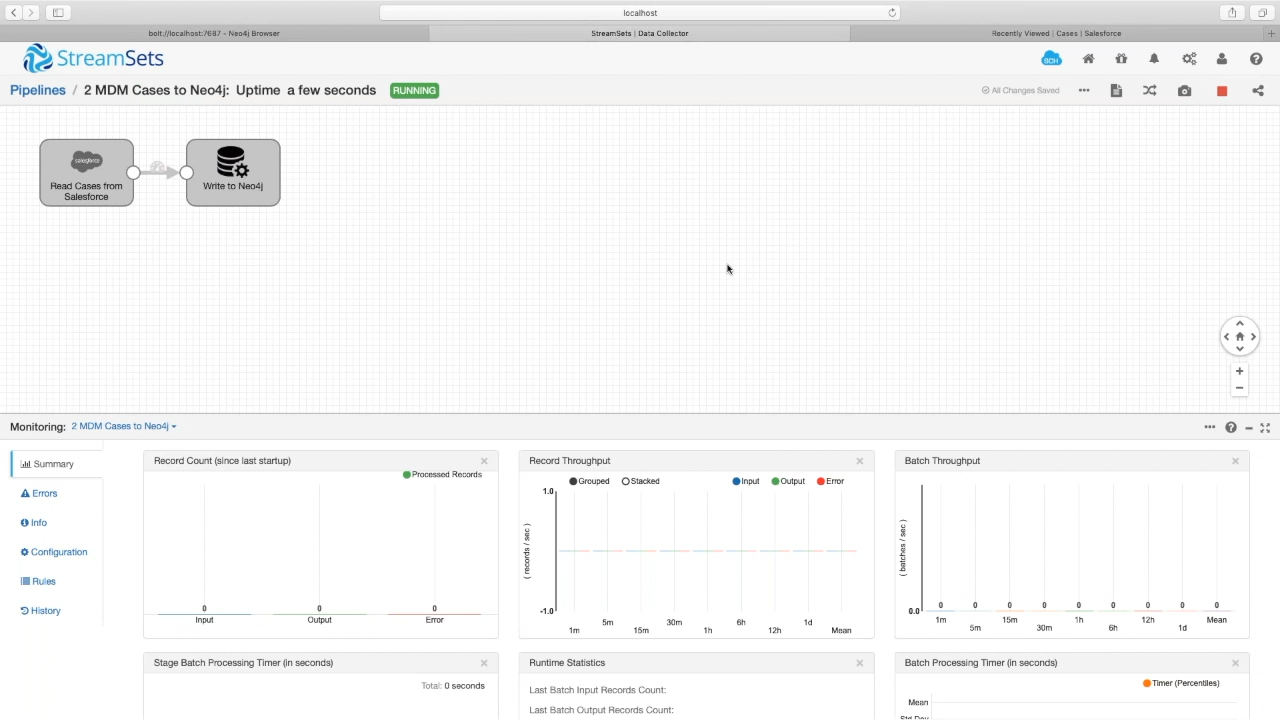 localhost
bolt://localhost:7687 - Neo4j Browser
StreamSets | Data Collector
Recently Viewed | Cases | Salesforce
StreamSets
SCH
Pipelines / 2 MDM Cases to Neo4j: Uptime a few seconds RUNNING
All Changes Saved
salesforce
Read Cases from
Salesforce
Write to Neo4j
Monitoring: 2 MDM Cases to Neo4j
Summary
Errors
Info
Configuration
Rules
History
Record Count (since last startup)
Processed Records
0 0 0
Input Output Error
Record Throughput
Grouped Stacked Input Output Error
1.0
( records / sec )
-1.0
1m 5m 15m 30m 1h 6h 12h 1d Mean
Batch Throughput
( batches / sec )
0.0
0 0 0 0 0 0 0 0 0
1m 5m 15m 30m 1h 6h 12h 1d Mean
Stage Batch Processing Timer (in seconds)
Total: 0 seconds
Runtime Statistics
Last Batch Input Records Count:
Last Batch Output Records Count:
Batch Processing Timer (in seconds)
Timer (Percentiles)
Mean
Std Dev